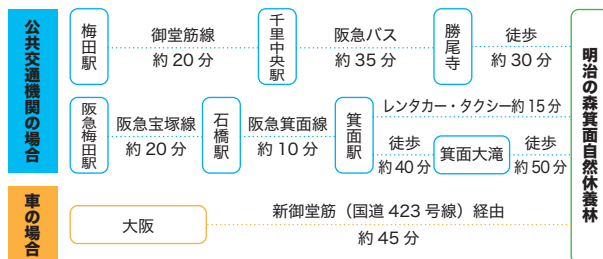 公共交通機関の場合
梅田駅
御堂筋線
約20分
千里中央駅
阪急バス
約35分
勝尾寺
徒歩
約30分
阪急梅田駅
阪急宝塚線
約20分
石橋駅
阪急箕面線
約10分
箕面駅
レンタカー・タクシー約15分
徒歩
約40分
箕面大滝
徒歩
約50分
車の場合
大阪
新御堂筋（国道423号線）経由
約45分
明治の森箕面自然休養林